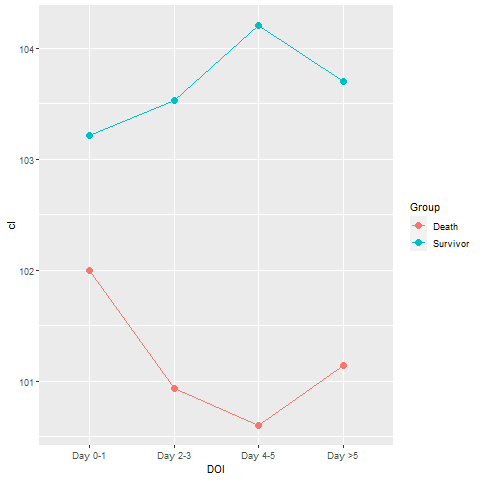 104
103
102
101
cl
Day 0-1
Day 2-3
Day 4-5
Day >5
DOI
Group
Death
Survivor